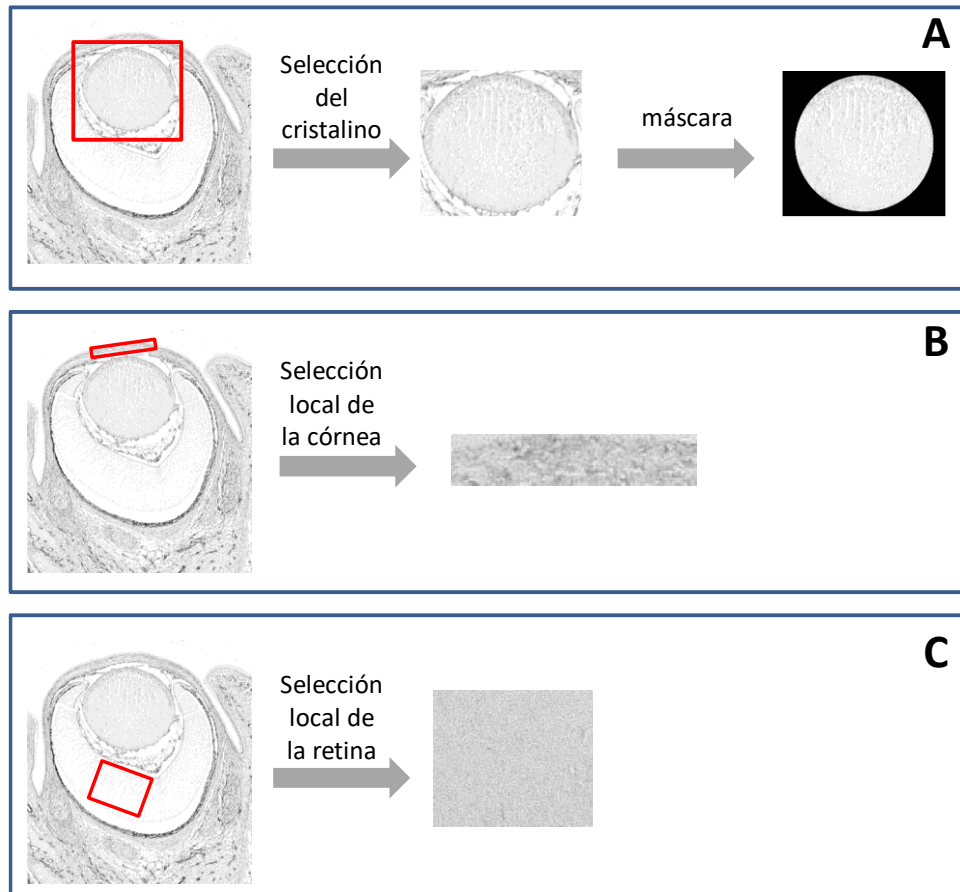 A
Selección
del
cristalino
máscara
B
Selección
local de
la córnea
C
Selección
local de
la retina